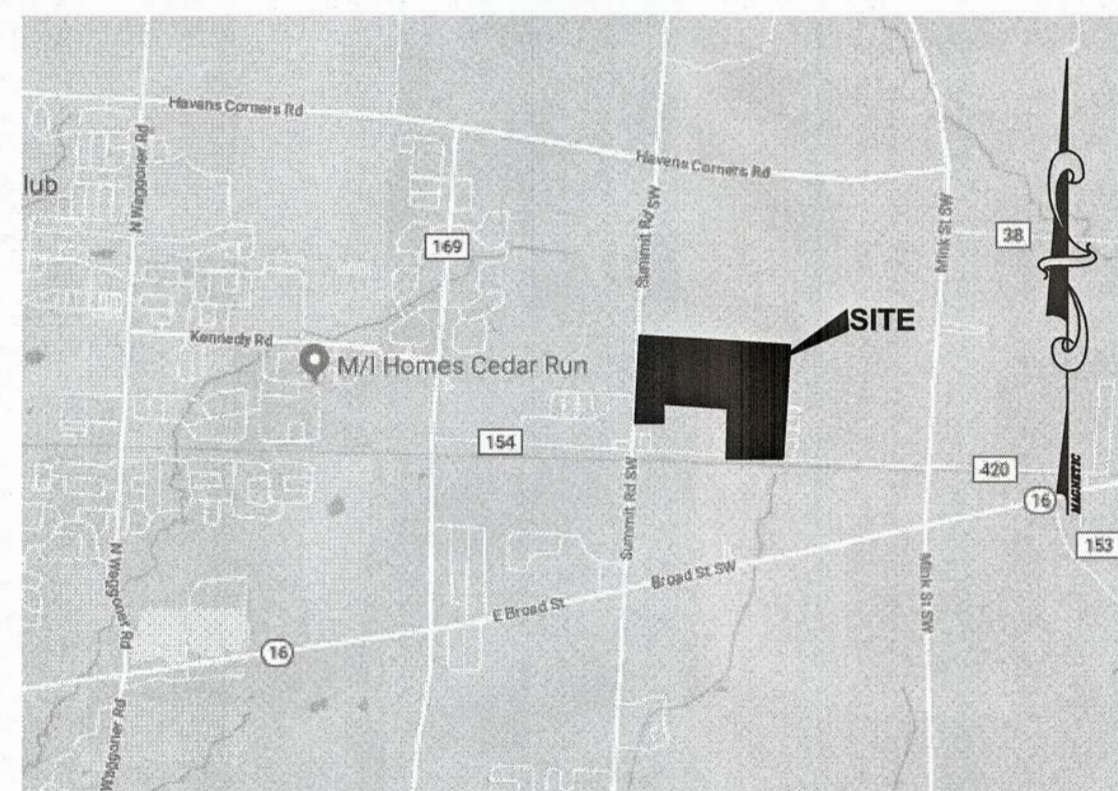 Havens Corners Rd
N Waggoner Rd
Havens Corners Rd
lub
Summit Rd SW
Mink St SW
169
38
SITE
Kennedy Rd
M/I Homes Cedar Run
154
420
MAGNETIC
16
Summit Rd SW
153
Broad St SW
Mink St SW
E Broad St
N Waggoner Rd
16
Waggoner Rd